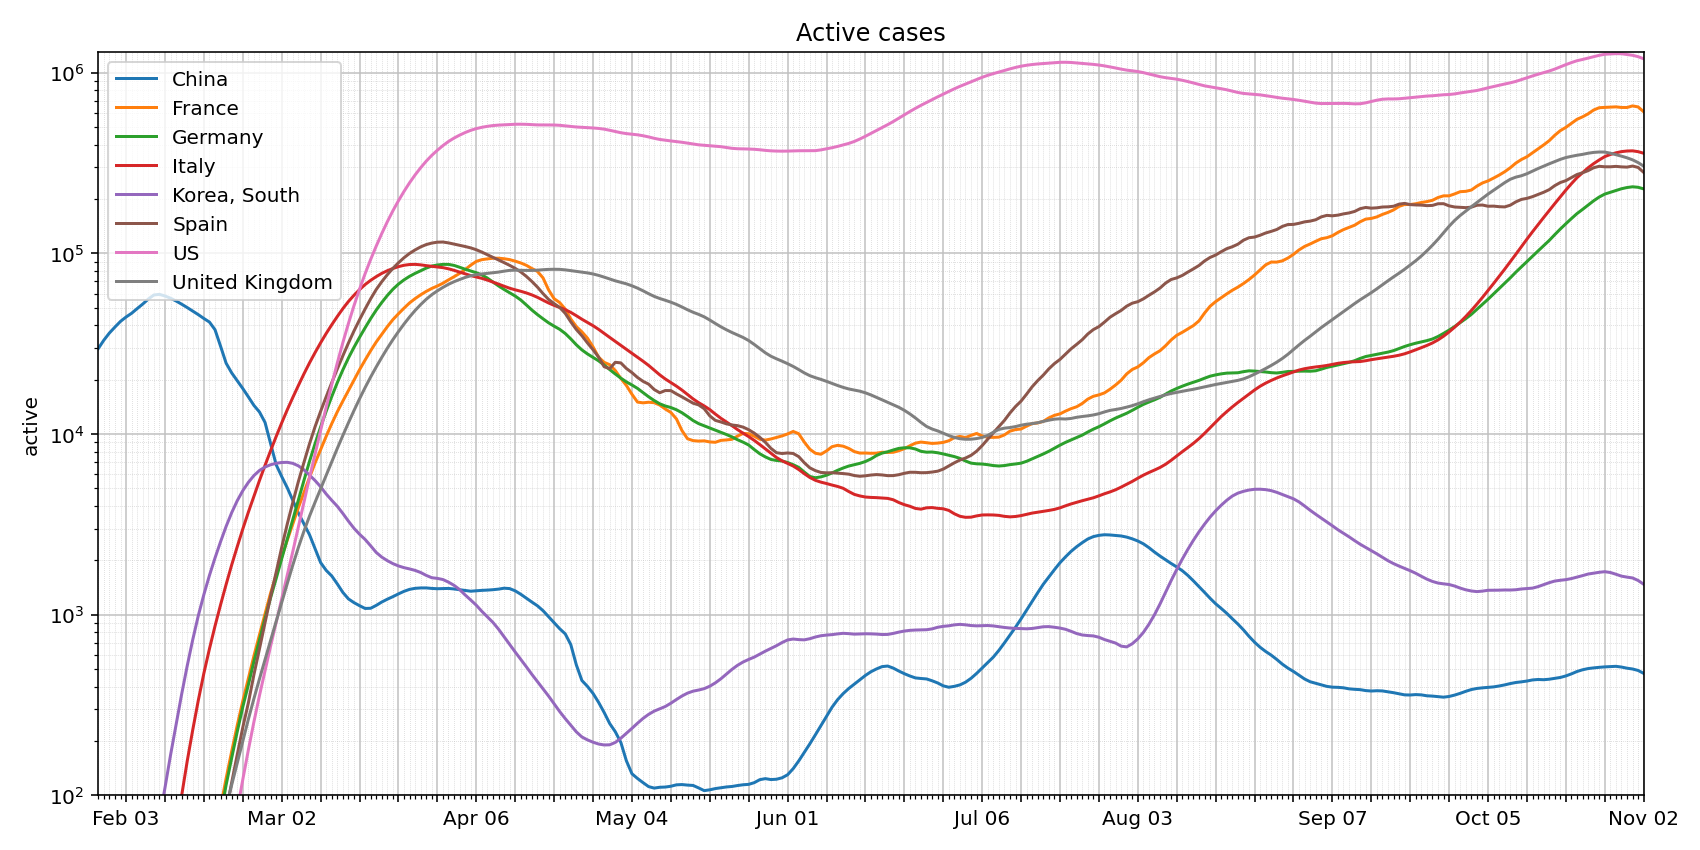 Active cases
10⁶
10⁵
10⁴
10³
10²
active
China
France
Germany
Italy
Korea, South
Spain
US
United Kingdom
Feb 03 Mar 02 Apr 06 May 04 Jun 01 Jul 06 Aug 03 Sep 07 Oct 05 Nov 02